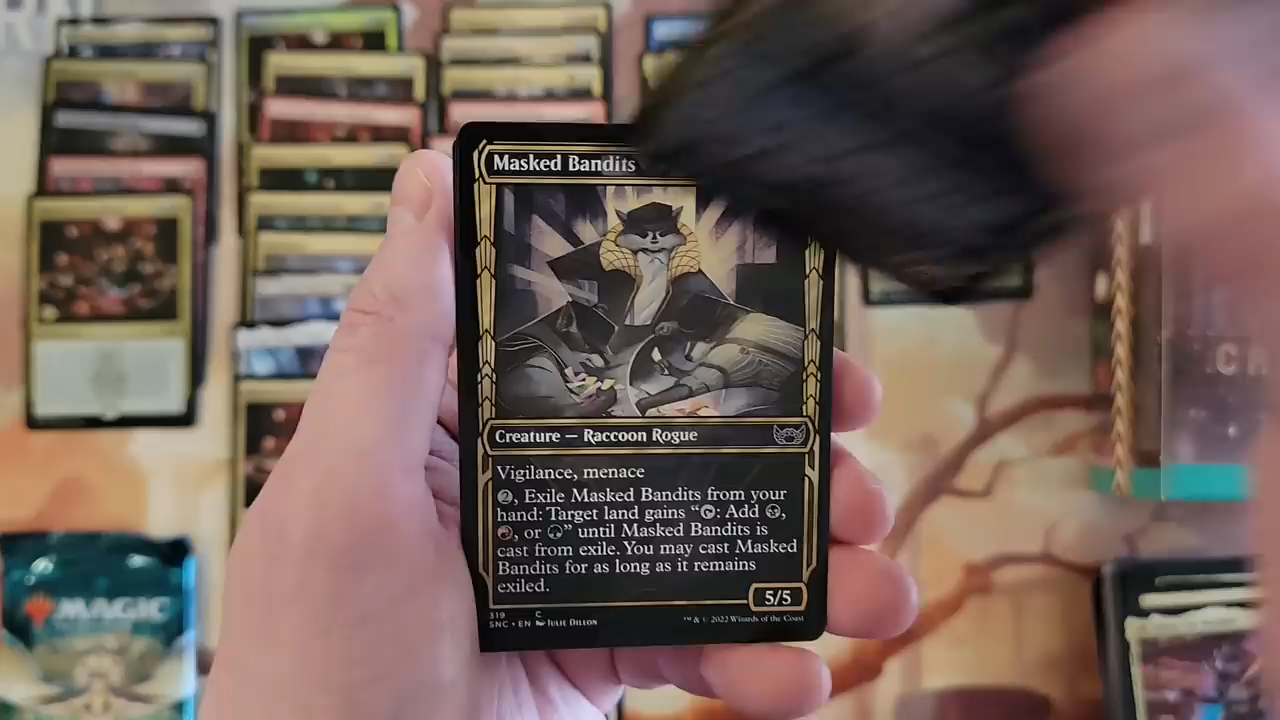 Masked Bandits
Creature — Raccoon Rogue
Vigilance, menace
2, Exile Masked Bandits from your
hand: Target land gains “: Add ,
, or ” until Masked Bandits is
cast from exile. You may cast Masked
Bandits for as long as it remains
exiled.
5/5
319 C
SNC • EN Julie Dillon
™ & © 2022 Wizards of the Coast
MAGIC